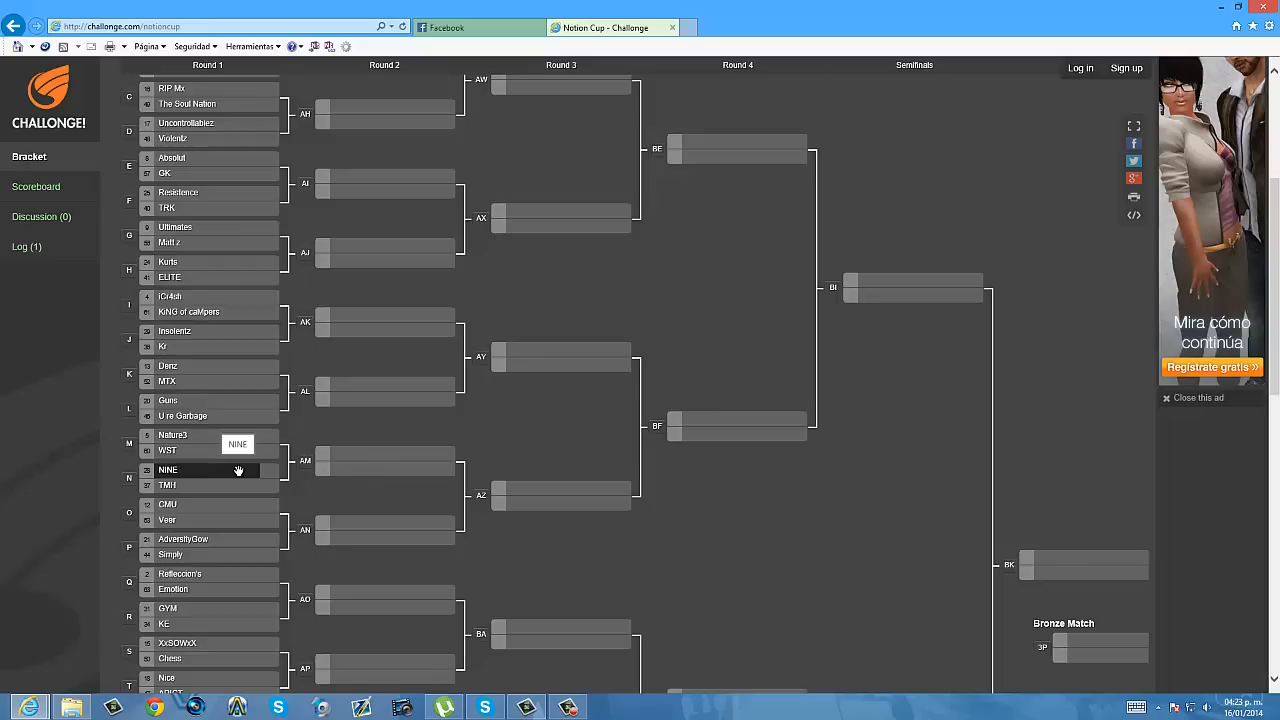 http://challonge.com/notioncup
Facebook
Notion Cup - Challonge
Página
Seguridad
Herramientas
Round 1
Round 2
Round 3
Round 4
Semifinals
Log in
Sign up
CHALLONGE!
Bracket
Scoreboard
Discussion (0)
Log (1)
C
RIP Mx
49 The Soul Nation
AH
AW
D
17 Uncontrollablez
48 Violentz
BE
E
8 Absolut
57 GK
AI
F
25 Resistence
40 TRK
AX
G
9 Ultimates
56 Matt z
AJ
H
24 Kurts
41 ELITE
BI
I
4 iCr4sh
61 KiNG of caMpers
AK
J
29 Insolentz
36 Kr
AY
K
13 Denz
52 MTX
AL
L
20 Guns
45 U re Garbage
BF
M
5 Nature3
60 WST
NINE
AM
N
28 NINE
37 TMH
AZ
O
12 CMU
53 Veer
AN
P
21 AdversityGow
44 Simply
BK
Q
2 Refleccion's
63 Emotion
AO
R
31 GYM
34 KE
BA
Bronze Match
3P
S
15 XxSOWxX
50 Chess
AP
T
18 Nice
Mira cómo
continúa
Regístrate gratis »
Close this ad
04:23 p. m.
16/01/2014